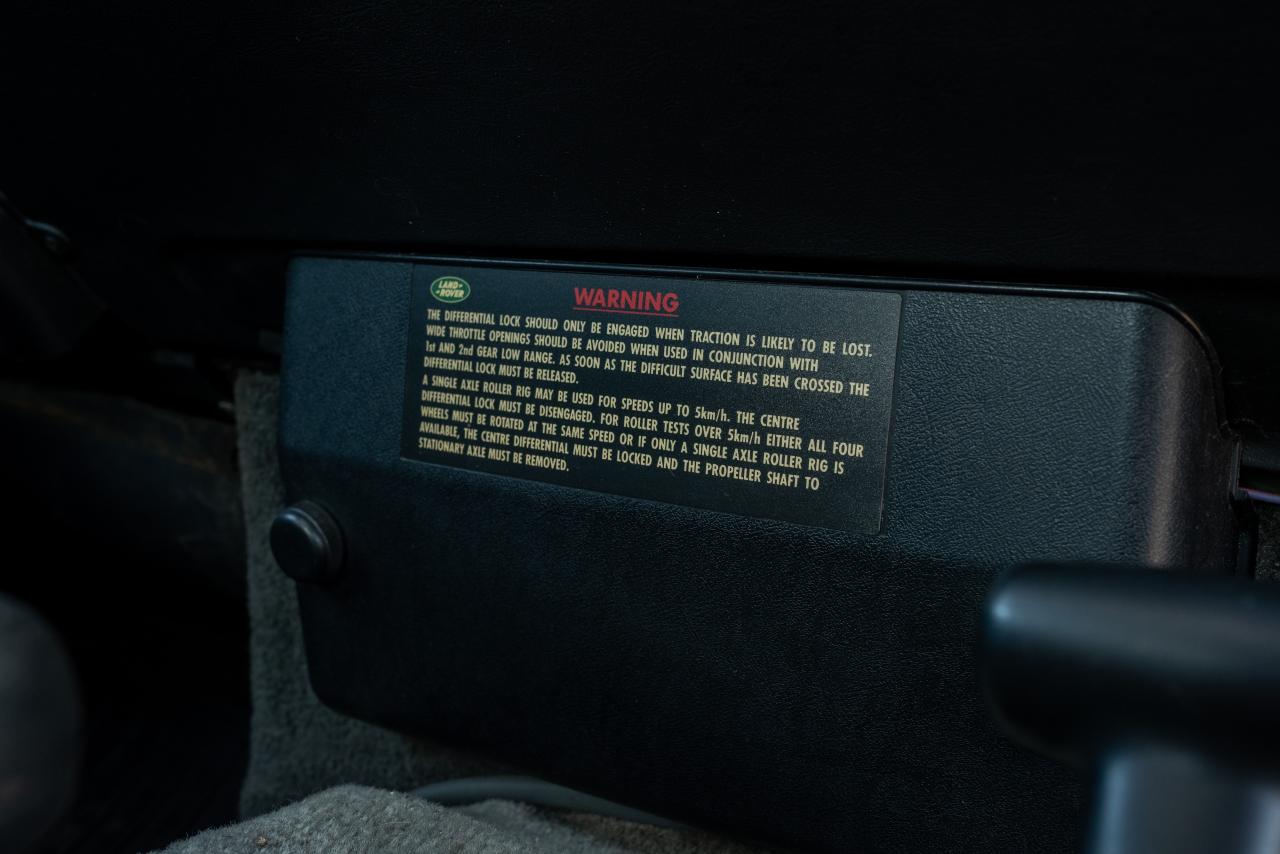 LAND-
-ROVER
WARNING
THE DIFFERENTIAL LOCK SHOULD ONLY BE ENGAGED WHEN TRACTION IS LIKELY TO BE LOST.
WIDE THROTTLE OPENINGS SHOULD BE AVOIDED WHEN USED IN CONJUNCTION WITH
1st AND 2nd GEAR LOW RANGE. AS SOON AS THE DIFFICULT SURFACE HAS BEEN CROSSED THE
DIFFERENTIAL LOCK MUST BE RELEASED.
A SINGLE AXLE ROLLER RIG MAY BE USED FOR SPEEDS UP TO 5km/h. THE CENTRE
DIFFERENTIAL LOCK MUST BE DISENGAGED. FOR ROLLER TESTS OVER 5km/h EITHER ALL FOUR
WHEELS MUST BE ROTATED AT THE SAME SPEED OR IF ONLY A SINGLE AXLE ROLLER RIG IS
AVAILABLE, THE CENTRE DIFFERENTIAL MUST BE LOCKED AND THE PROPELLER SHAFT TO
STATIONARY AXLE MUST BE REMOVED.